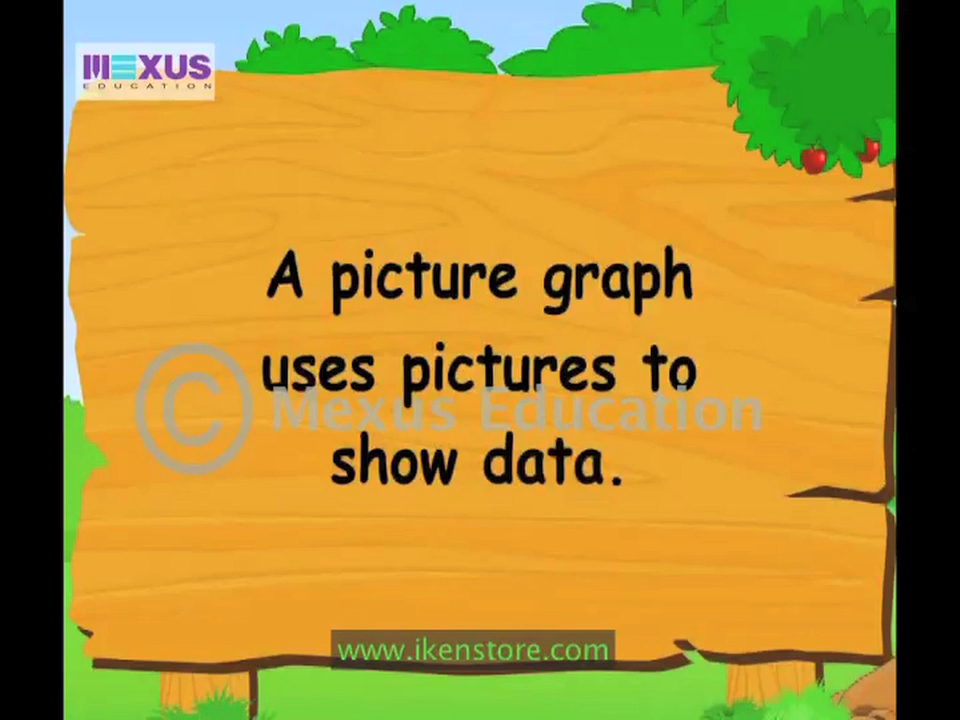 MEXUS
EDUCATION
A picture graph
uses pictures to
© Mexus Education
show data.
www.ikenstore.com